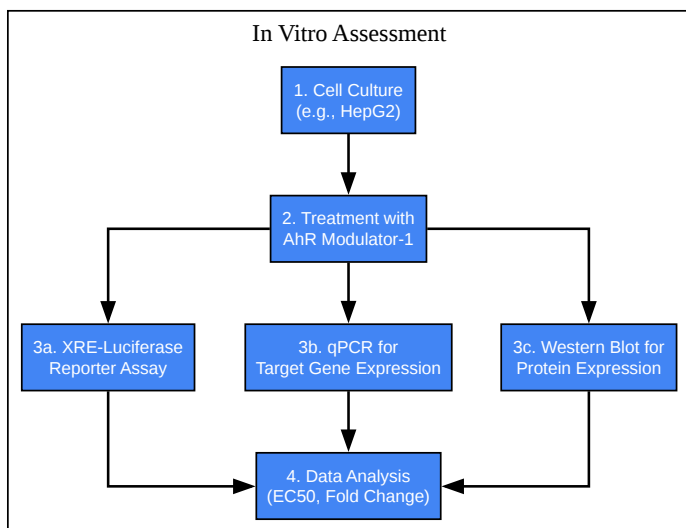 In Vitro Assessment
1. Cell Culture
(e.g., HepG2)
2. Treatment with
AhR Modulator-1
3a. XRE-Luciferase
Reporter Assay
3b. qPCR for
Target Gene Expression
3c. Western Blot for
Protein Expression
4. Data Analysis
(EC50, Fold Change)